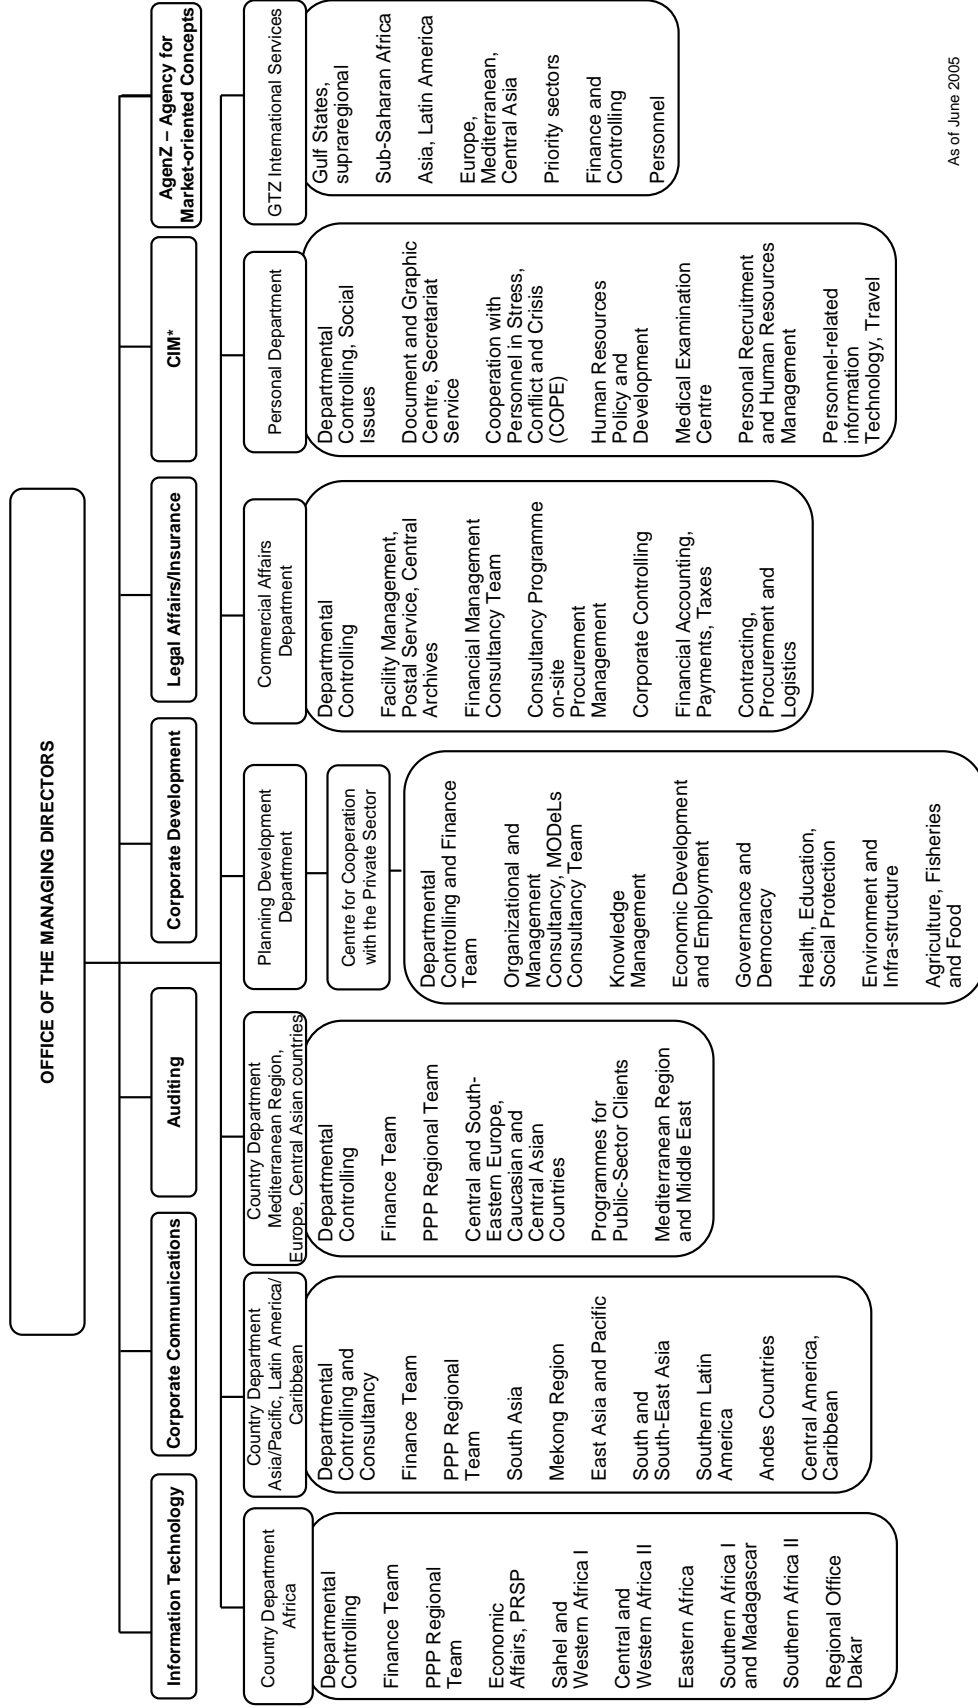 OFFICE OF THE MANAGING DIRECTORS
Information Technology
Corporate Communications
Auditing
Corporate Development
Legal Affairs/Insurance
CIM*
AgenZ – Agency for
Market-oriented Concepts
Country Department
Africa
Departmental
Controlling
Finance Team
PPP Regional
Team
Economic
Affairs, PRSP
Sahel and
Western Africa I
Central and
Western Africa II
Eastern Africa
Southern Africa I
and Madagascar
Southern Africa II
Regional Office
Dakar
Country Department
Asia/Pacific, Latin America/
Caribbean
Departmental
Controlling and
Consultancy
Finance Team
PPP Regional
Team
South Asia
Mekong Region
East Asia and Pacific
South and
South-East Asia
Southern Latin
America
Andes Countries
Central America,
Caribbean
Country Department
Mediterranean Region,
Europe, Central Asian countries
Departmental
Controlling
Finance Team
PPP Regional Team
Central and South-
Eastern Europe,
Caucasian and
Central Asian
Countries
Programmes for
Public-Sector Clients
Mediterranean Region
and Middle East
Planning Development
Department
Centre for Cooperation
with the Private Sector
Departmental
Controlling and Finance
Team
Organizational and
Management
Consultancy, MODeLs
Consultancy Team
Knowledge
Management
Economic Development
and Employment
Governance and
Democracy
Health, Education,
Social Protection
Environment and
Infra-structure
Agriculture, Fisheries
and Food
Commercial Affairs
Department
Departmental
Controlling
Facility Management,
Postal Service, Central
Archives
Financial Management
Consultancy Team
Consultancy Programme
on-site
Procurement
Management
Corporate Controlling
Financial Accounting,
Payments, Taxes
Contracting,
Procurement and
Logistics
Personal Department
Departmental
Controlling, Social
Issues
Document and Graphic
Centre, Secretariat
Service
Cooperation with
Personnel in Stress,
Conflict and Crisis
(COPE)
Human Resources
Policy and
Development
Medical Examination
Centre
Personal Recruitment
and Human Resources
Management
Personnel-related
information
Technology, Travel
GTZ International Services
Gulf States,
supraregional
Sub-Saharan Africa
Asia, Latin America
Europe,
Mediterranean,
Central Asia
Priority sectors
Finance and
Controlling
Personnel
As of June 2005